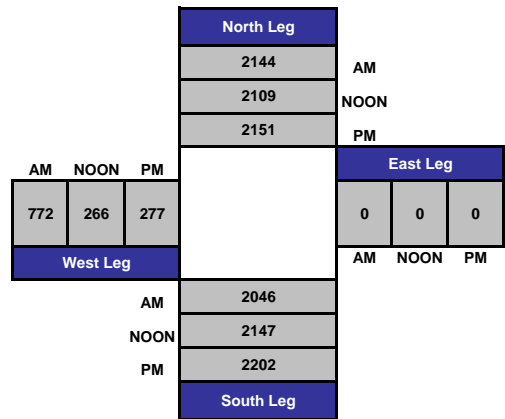 North Leg
2144 AM
2109 NOON
2151 PM
East Leg
AM NOON PM
772 266 277 0 0 0
West Leg
AM NOON PM
AM 2046
NOON 2147
PM 2202
South Leg